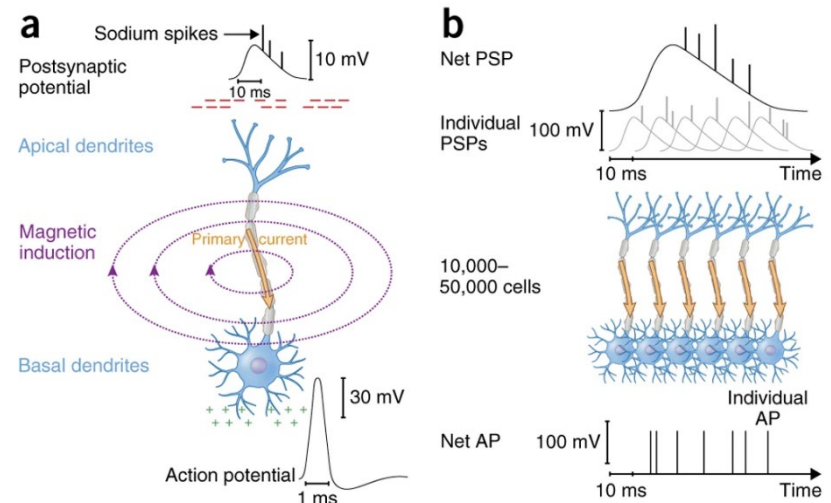 a
Sodium spikes
10 mV
Postsynaptic
potential
10 ms
Apical dendrites
Magnetic
induction
Primary current
Basal dendrites
30 mV
Action potential
1 ms
b
Net PSP
Individual
PSPs
100 mV
10 ms
Time
10,000–
50,000 cells
Individual
AP
Net AP
100 mV
10 ms
Time